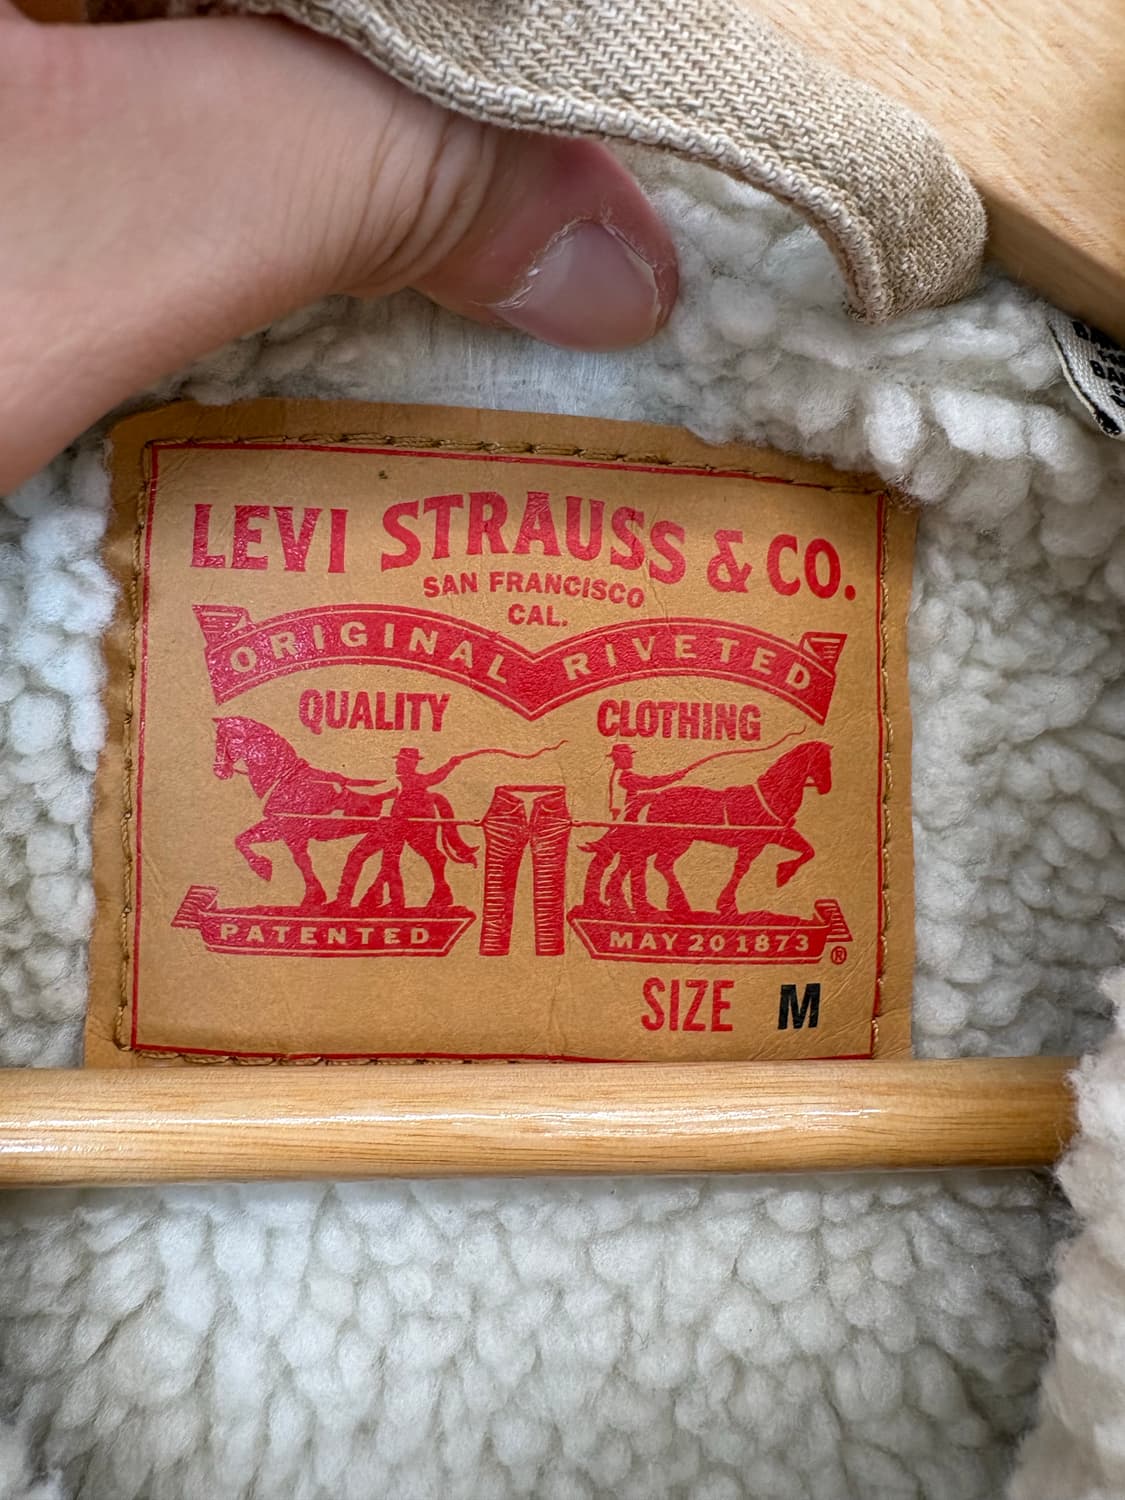 LEVI STRAUSS & CO.
SAN FRANCISCO
CAL.
ORIGINAL RIVETED
QUALITY CLOTHING
PATENTED MAY 20 1873
®
SIZE M